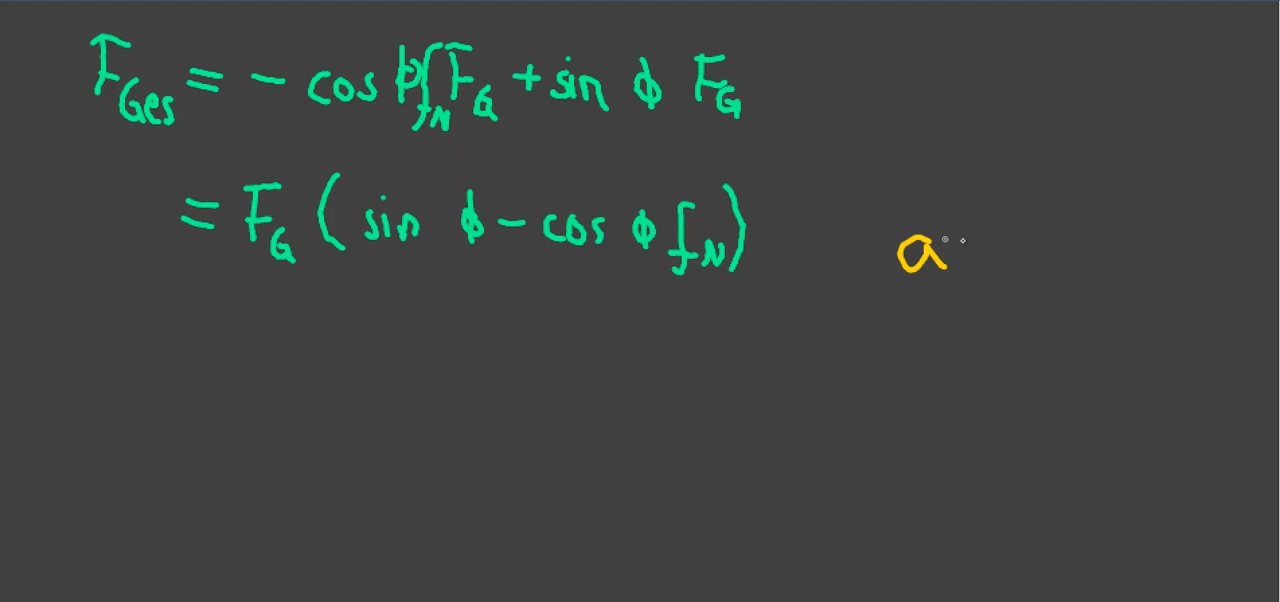 F_Ges = - cos ϕ f_N F_G + sin ϕ F_G
= F_G ( sin ϕ - cos ϕ f_N )
a